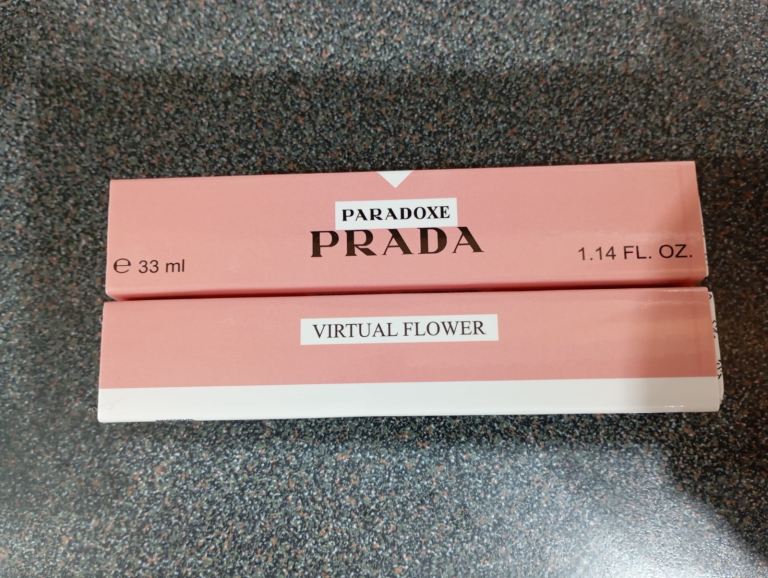 PARADOXE
PRADA
℮ 33 ml
1.14 FL. OZ.
VIRTUAL FLOWER